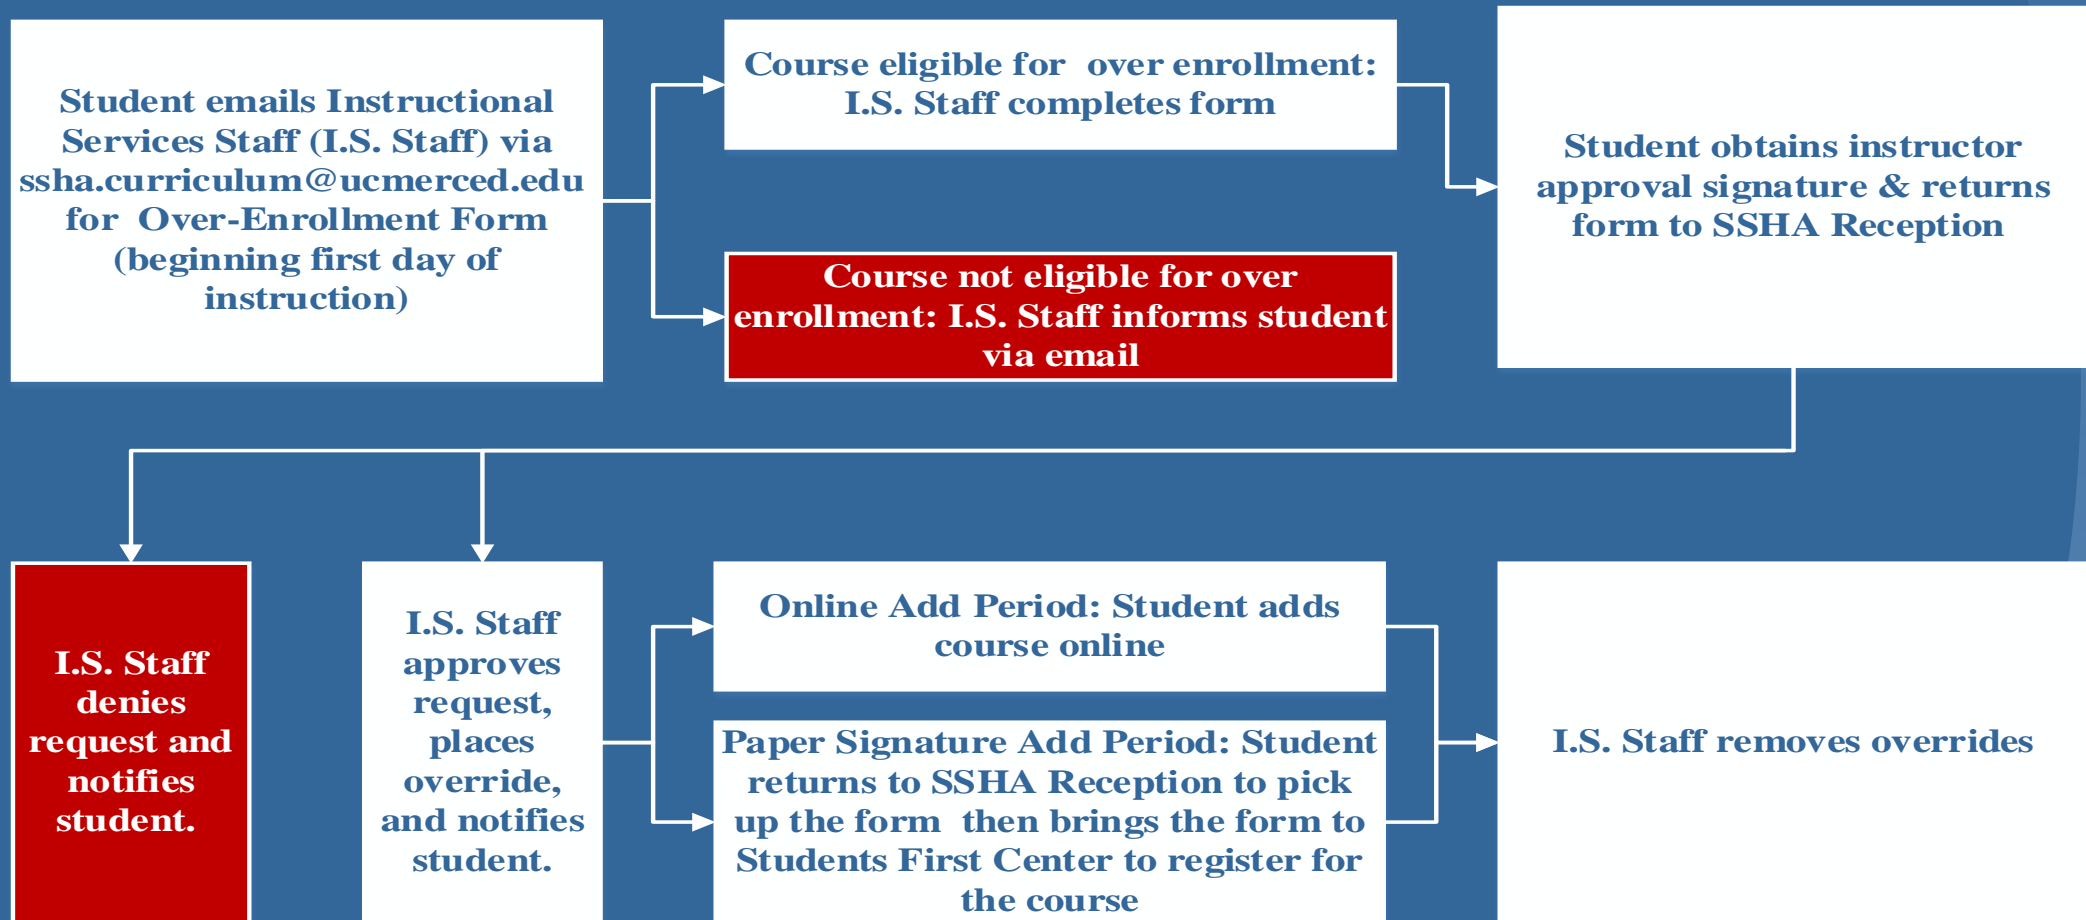 Student emails Instructional
Services Staff (I.S. Staff) via
ssha.curriculum@ucmerced.edu
for Over-Enrollment Form
(beginning first day of
instruction)
Course eligible for over enrollment:
I.S. Staff completes form
Course not eligible for over
enrollment: I.S. Staff informs student
via email
Student obtains instructor
approval signature & returns
form to SSHA Reception
I.S. Staff
denies
request and
notifies
student.
I.S. Staff
approves
request,
places
override,
and notifies
student.
Online Add Period: Student adds
course online
Paper Signature Add Period: Student
returns to SSHA Reception to pick
up the form then brings the form to
Students First Center to register for
the course
I.S. Staff removes overrides